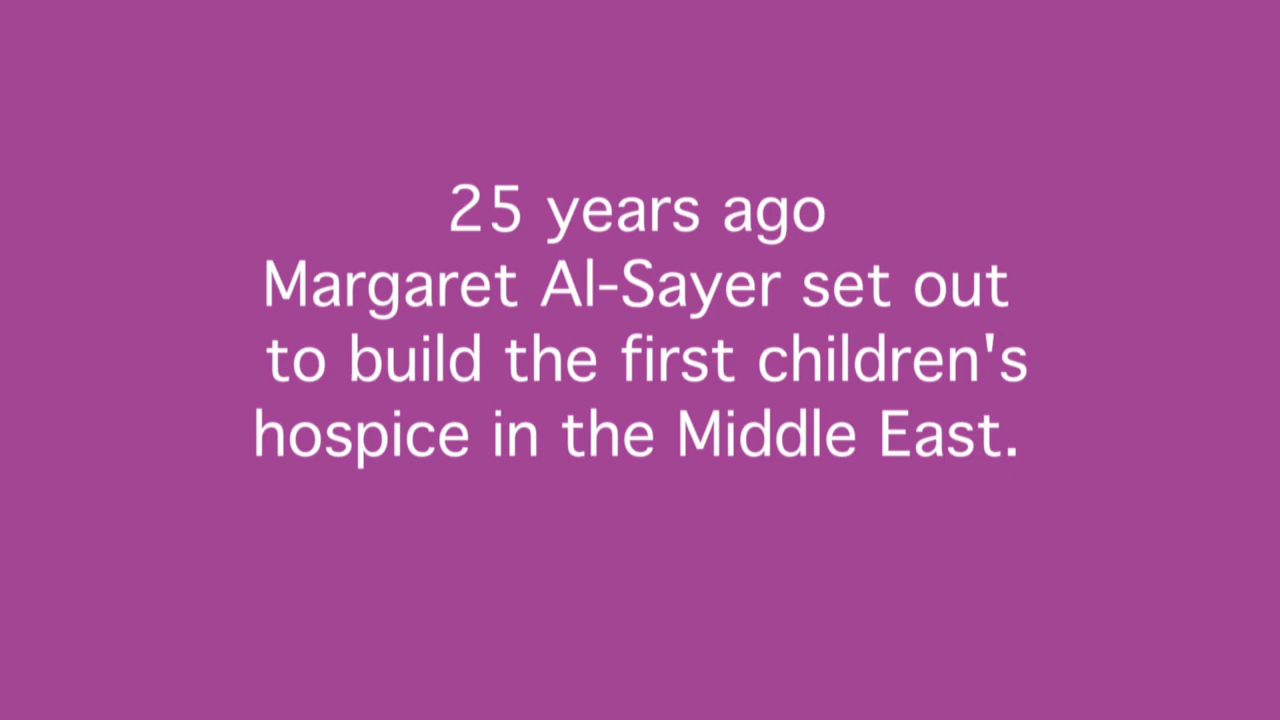 25 years ago
Margaret Al-Sayer set out
to build the first children's
hospice in the Middle East.